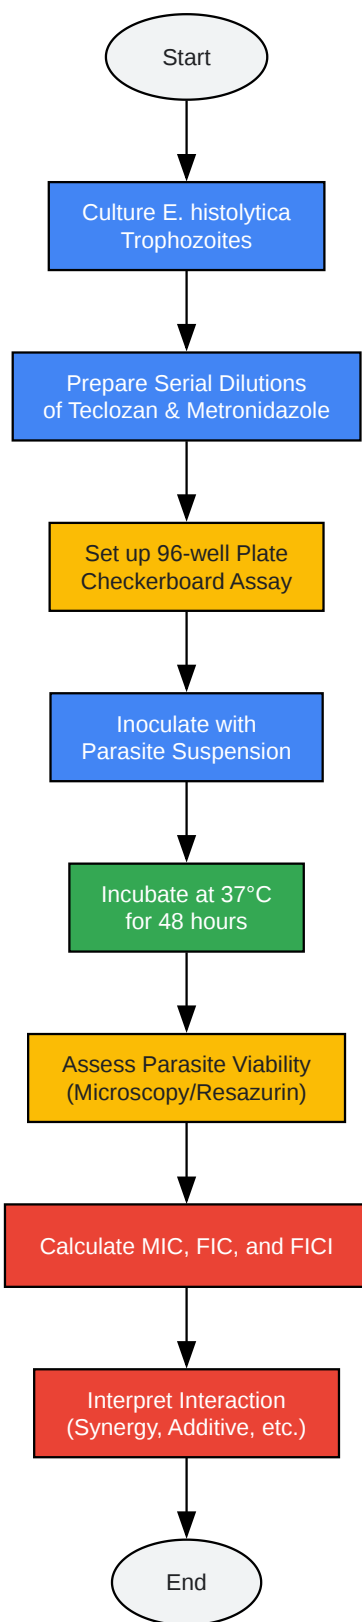 Start
Culture E. histolytica
Trophozoites
Prepare Serial Dilutions
of Teclozan & Metronidazole
Set up 96-well Plate
Checkerboard Assay
Inoculate with
Parasite Suspension
Incubate at 37°C
for 48 hours
Assess Parasite Viability
(Microscopy/Resazurin)
Calculate MIC, FIC, and FICI
Interpret Interaction
(Synergy, Additive, etc.)
End